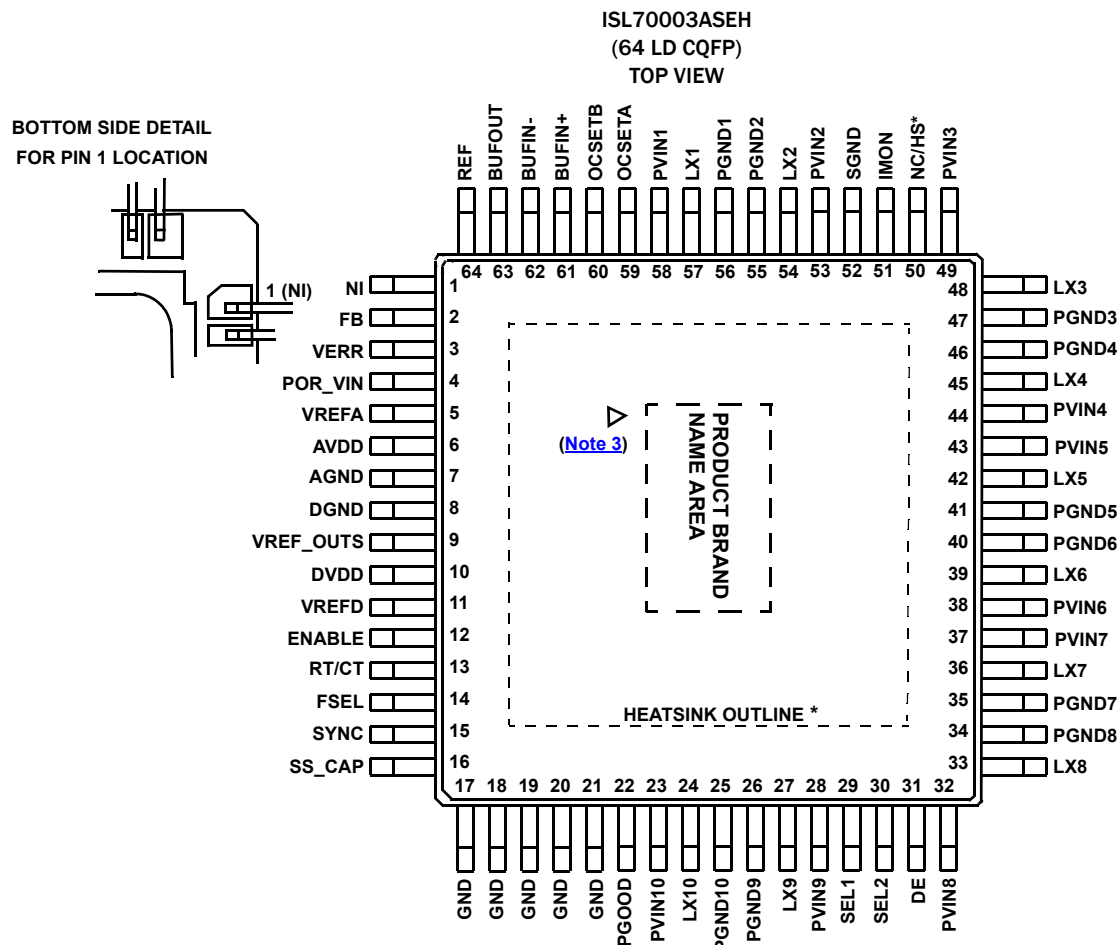 ISL70003ASEH
(64 LD CQFP)
TOP VIEW
BOTTOM SIDE DETAIL
FOR PIN 1 LOCATION
1 (NI)
REF
BUFOUT
BUFIN-
BUFIN+
OCSETB
OCSETA
PVIN1
LX1
PGND1
PGND2
LX2
PVIN2
SGND
IMON
NC/HS*
PVIN3
64 63 62 61 60 59 58 57 56 55 54 53 52 51 50 49
NI 1
FB 2
VERR 3
POR_VIN 4
VREFA 5
AVDD 6
AGND 7
DGND 8
VREF_OUTS 9
DVDD 10
VREFD 11
ENABLE 12
RT/CT 13
FSEL 14
SYNC 15
SS_CAP 16
(Note 3)
PRODUCT BRAND
NAME AREA
HEATSINK OUTLINE *
48 LX3
47 PGND3
46 PGND4
45 LX4
44 PVIN4
43 PVIN5
42 LX5
41 PGND5
40 PGND6
39 LX6
38 PVIN6
37 PVIN7
36 LX7
35 PGND7
34 PGND8
33 LX8
17 18 19 20 21 22 23 24 25 26 27 28 29 30 31 32
GND
GND
GND
GND
GND
PGOOD
PVIN10
LX10
PGND10
PGND9
LX9
PVIN9
SEL1
SEL2
DE
PVIN8